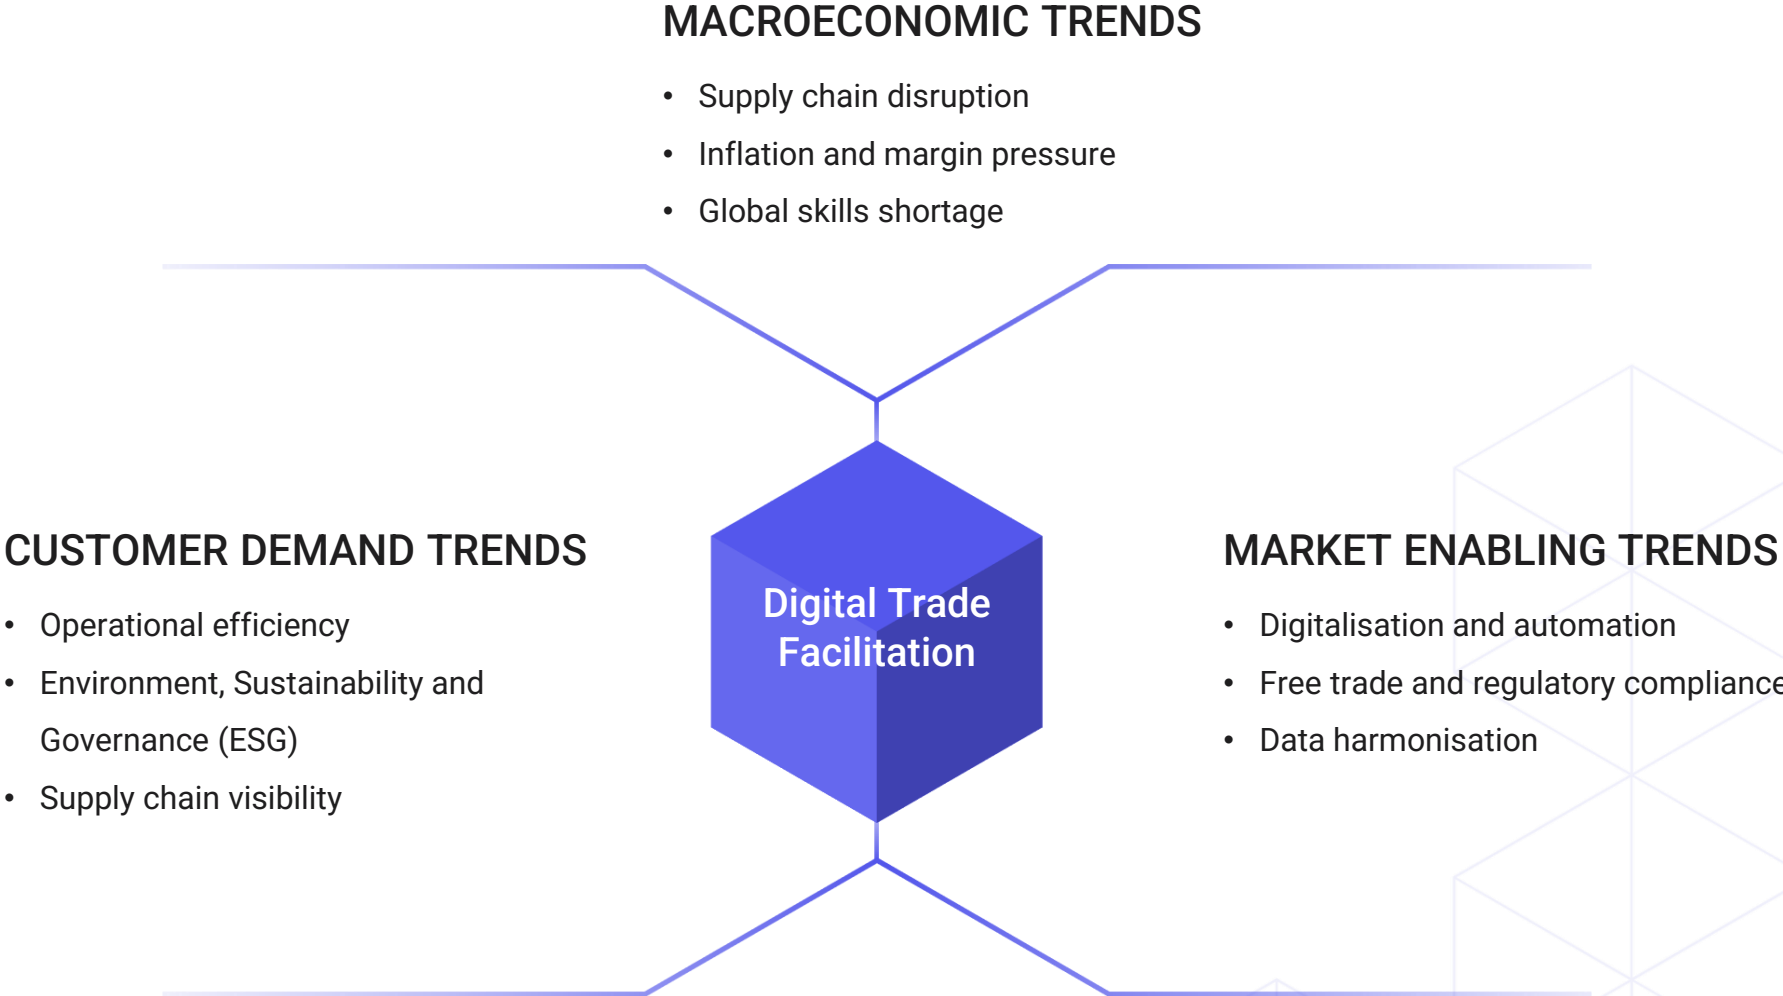 MACROECONOMIC TRENDS
• Supply chain disruption
• Inflation and margin pressure
• Global skills shortage
CUSTOMER DEMAND TRENDS
• Operational efficiency
• Environment, Sustainability and
Governance (ESG)
• Supply chain visibility
Digital Trade
Facilitation
MARKET ENABLING TRENDS
• Digitalisation and automation
• Free trade and regulatory compliance
• Data harmonisation